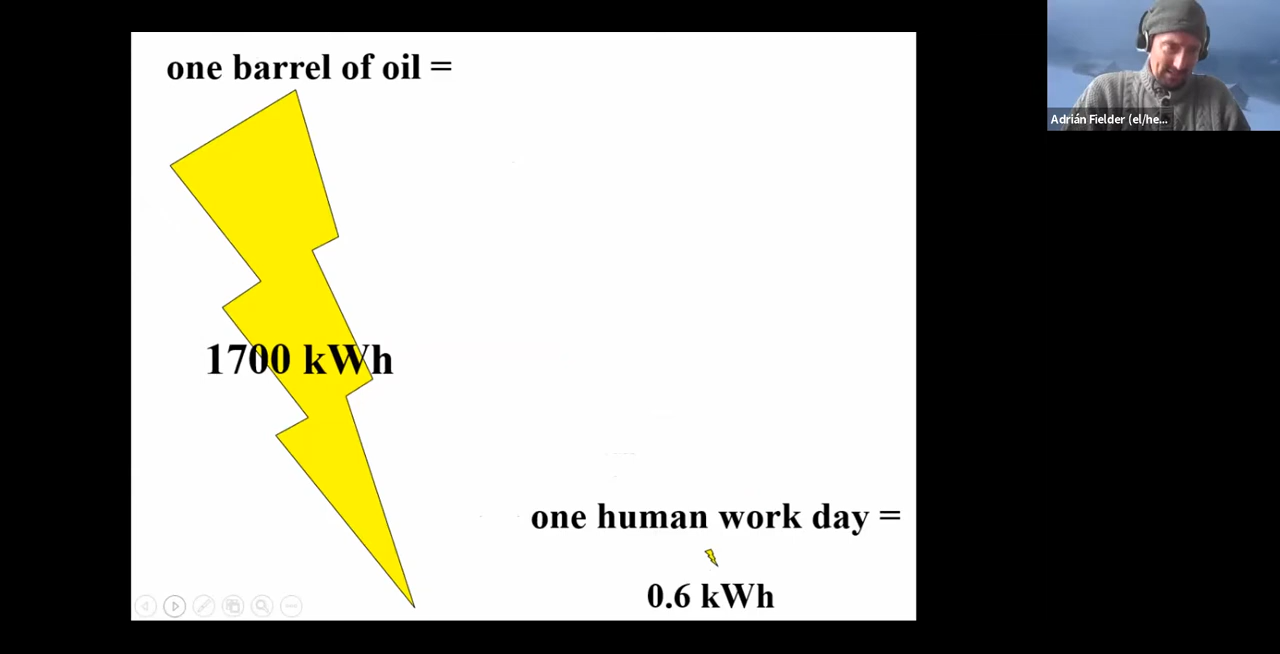 one barrel of oil =
1700 kWh
one human work day =
0.6 kWh
Adrián Fielder (el/he...